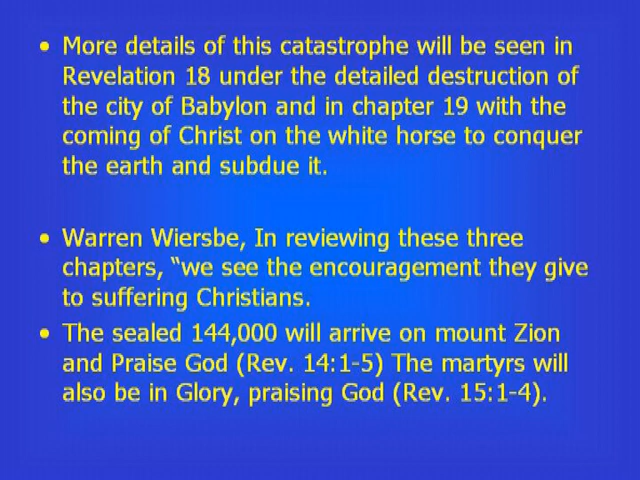 • More details of this catastrophe will be seen in
Revelation 18 under the detailed destruction of
the city of Babylon and in chapter 19 with the
coming of Christ on the white horse to conquer
the earth and subdue it.
• Warren Wiersbe, In reviewing these three
chapters, “we see the encouragement they give
to suffering Christians.
• The sealed 144,000 will arrive on mount Zion
and Praise God (Rev. 14:1-5) The martyrs will
also be in Glory, praising God (Rev. 15:1-4).